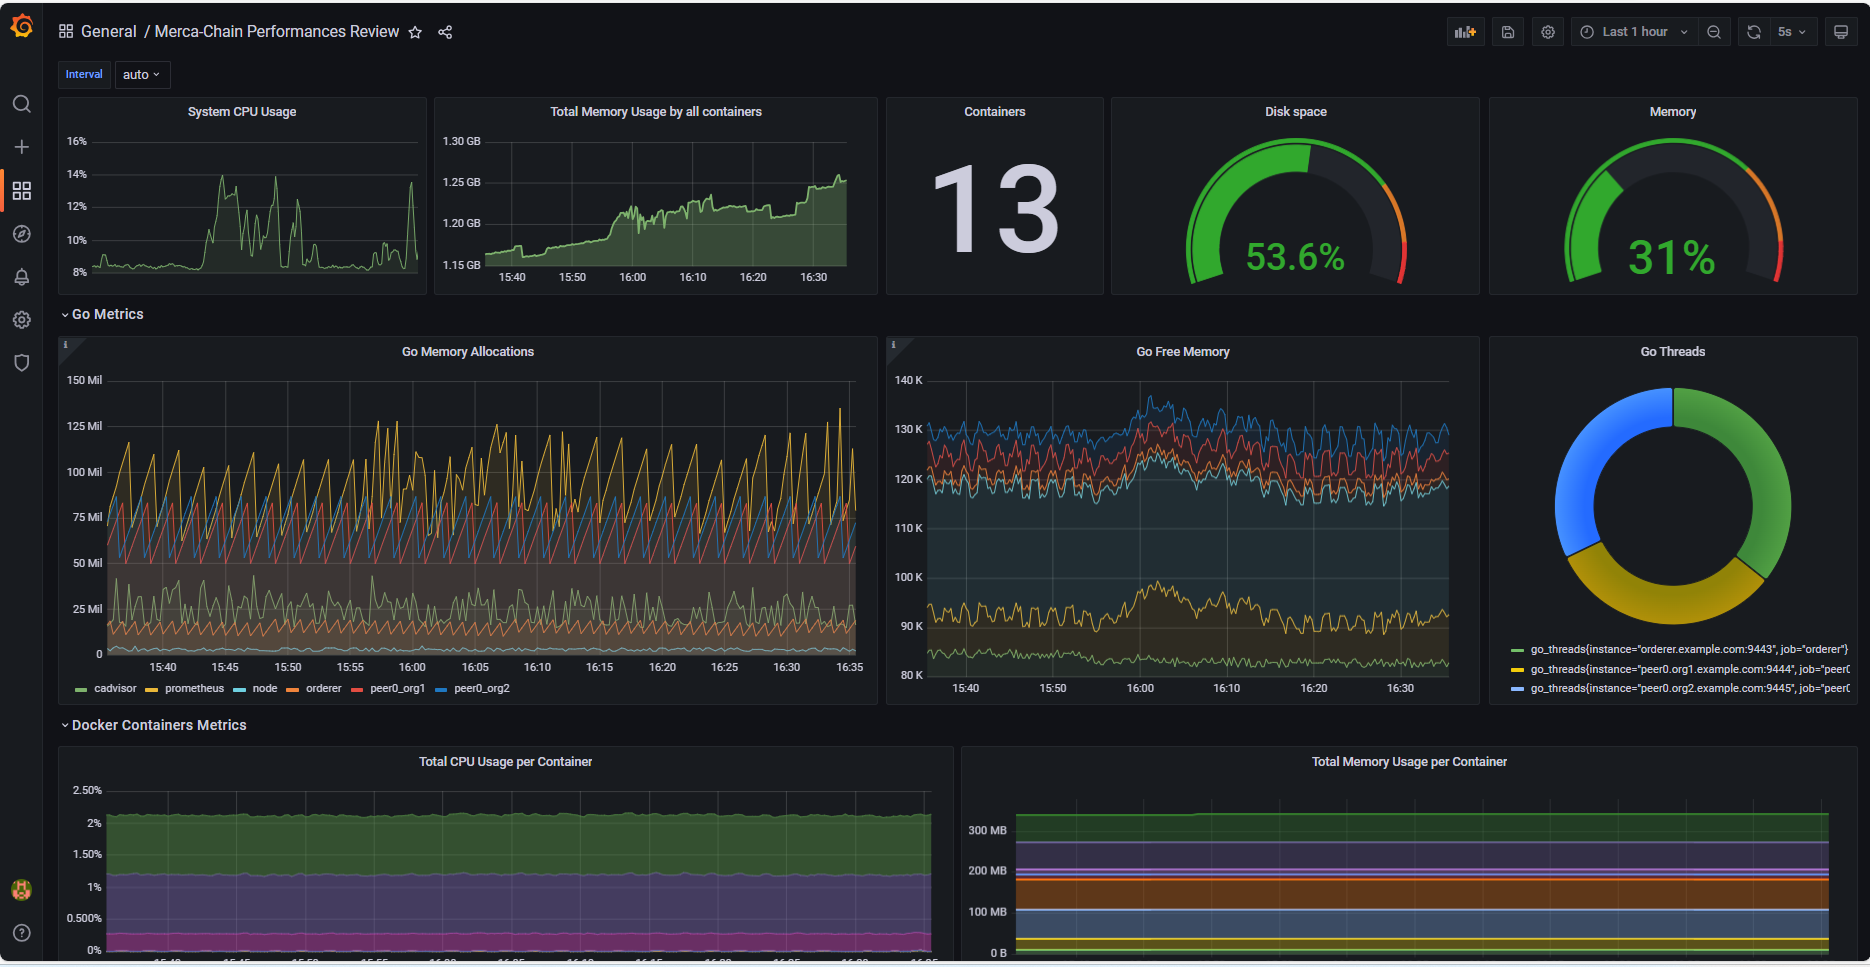 General / Merca-Chain Performances Review
Last 1 hour
5s
Interval auto
System CPU Usage
16%
14%
12%
10%
8%
Total Memory Usage by all containers
1.30 GB
1.25 GB
1.20 GB
1.15 GB
15:40 15:50 16:00 16:10 16:20 16:30
Containers
13
Disk space
53.6%
Memory
31%
Go Metrics
i
Go Memory Allocations
150 Mil
125 Mil
100 Mil
75 Mil
50 Mil
25 Mil
0
15:40 15:45 15:50 15:55 16:00 16:05 16:10 16:15 16:20 16:25 16:30 16:35
cadvisor prometheus node orderer peer0_org1 peer0_org2
i
Go Free Memory
140 K
130 K
120 K
110 K
100 K
90 K
80 K
15:40 15:50 16:00 16:10 16:20 16:30
Go Threads
go_threads{instance="orderer.example.com:9443", job="orderer"}
go_threads{instance="peer0.org1.example.com:9444", job="peer0
go_threads{instance="peer0.org2.example.com:9445", job="peer0
Docker Containers Metrics
Total CPU Usage per Container
2.50%
2%
1.50%
1%
0.500%
0%
Total Memory Usage per Container
300 MB
200 MB
100 MB
0 B